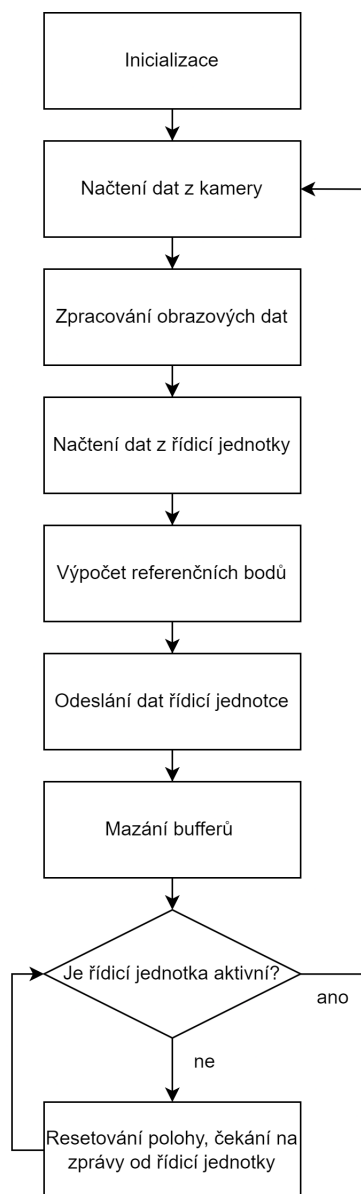 Inicializace
Načtení dat z kamery
Zpracování obrazových dat
Načtení dat z řídicí jednotky
Výpočet referenčních bodů
Odeslání dat řídicí jednotce
Mazání bufferů
Je řídicí jednotka aktivní?
ano
ne
Resetování polohy, čekání na
zprávy od řídicí jednotky